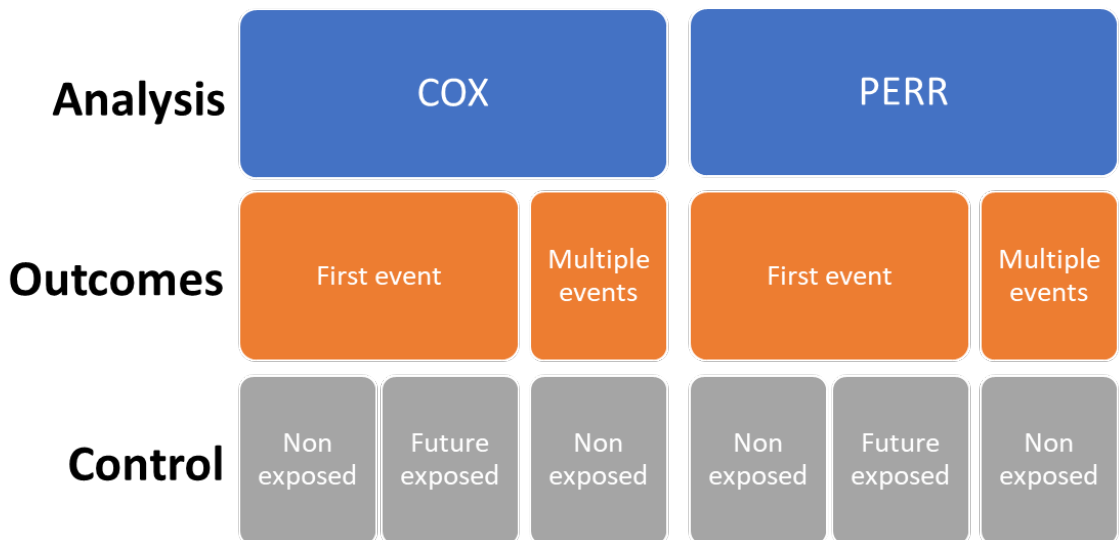 Analysis
COX
PERR
Outcomes
First event
Multiple
events
First event
Multiple
events
Control
Non
exposed
Future
exposed
Non
exposed
Non
exposed
Future
exposed
Non
exposed